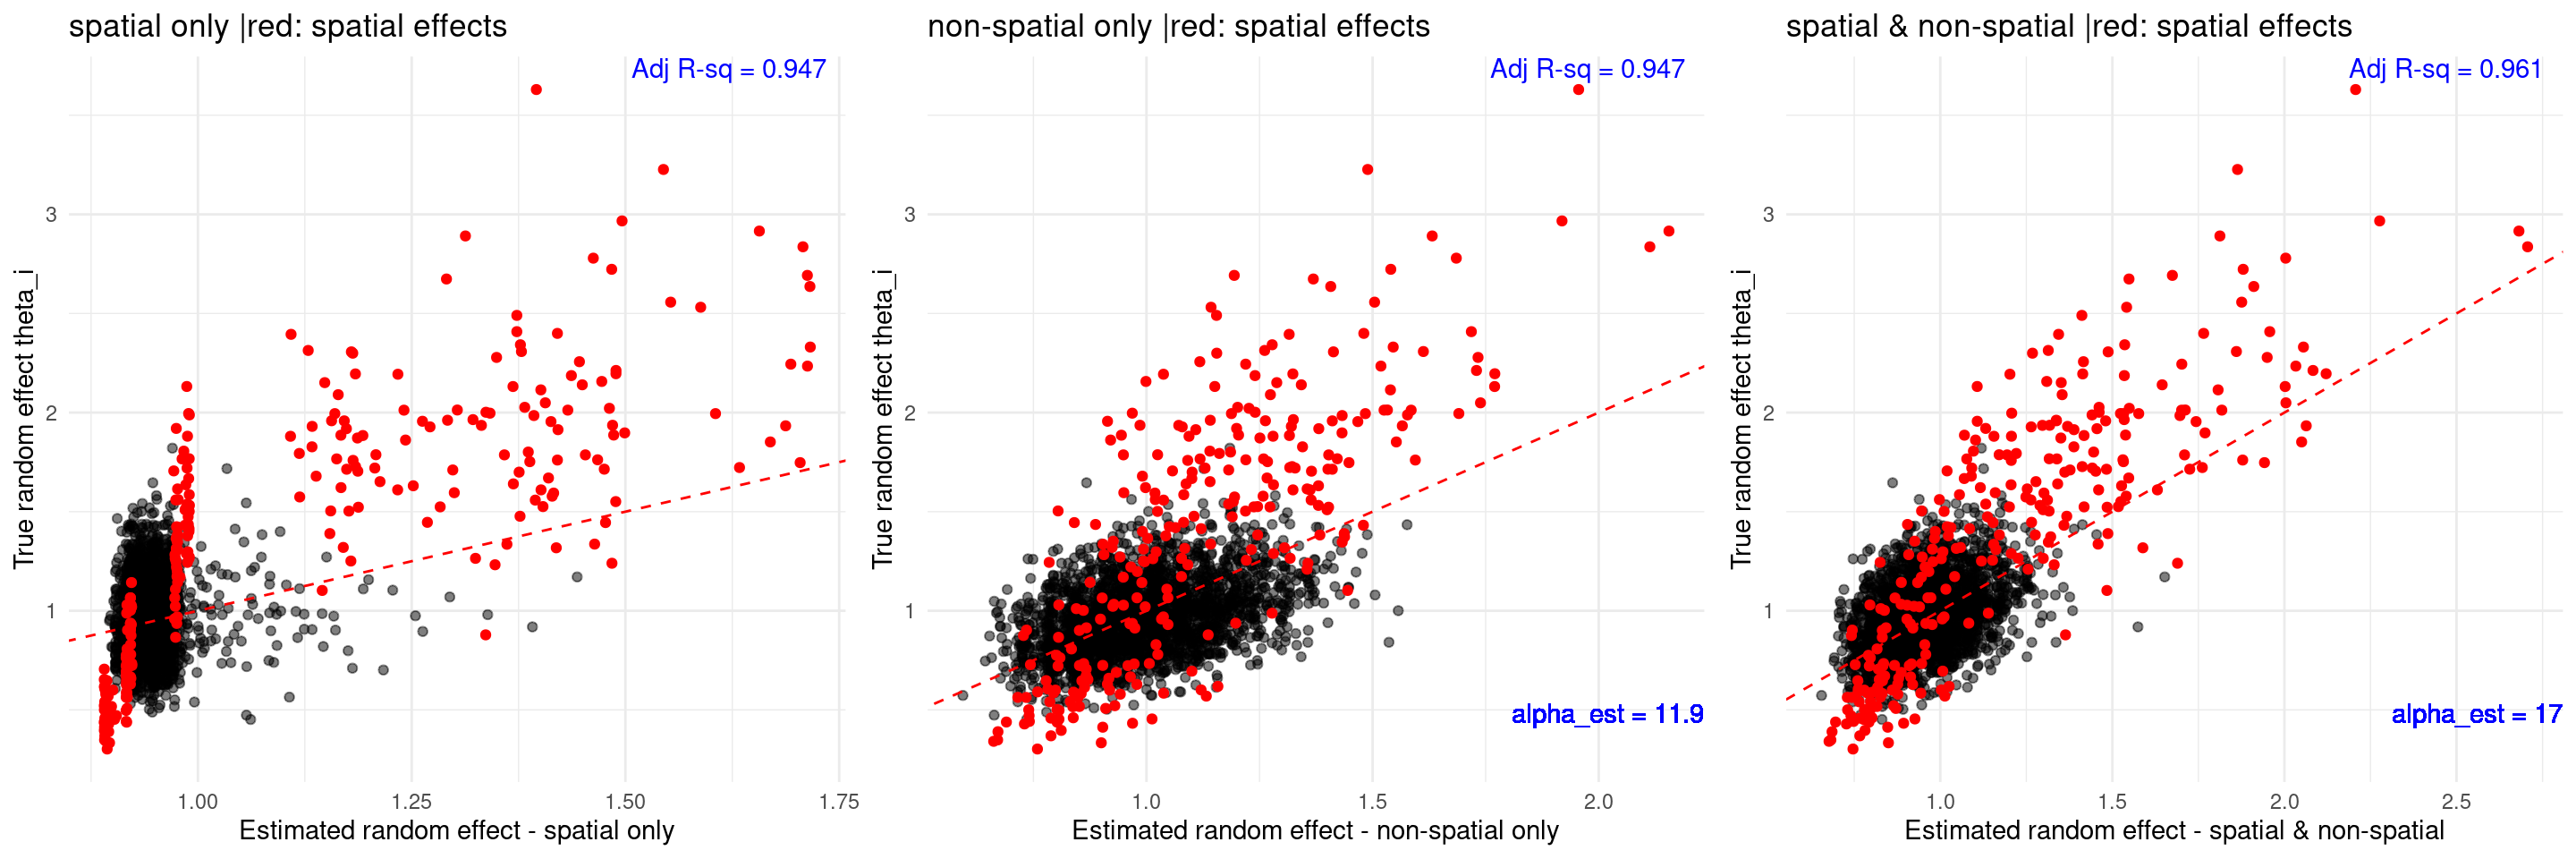 spatial only |red: spatial effects
Adj R-sq = 0.947
True random effect theta_i
3
2
1
1.00
1.25
1.50
1.75
Estimated random effect - spatial only
non-spatial only |red: spatial effects
Adj R-sq = 0.947
True random effect theta_i
3
2
1
alpha_est = 11.9
1.0
1.5
2.0
Estimated random effect - non-spatial only
spatial & non-spatial |red: spatial effects
Adj R-sq = 0.961
True random effect theta_i
3
2
1
alpha_est = 17
1.0
1.5
2.0
2.5
Estimated random effect - spatial & non-spatial